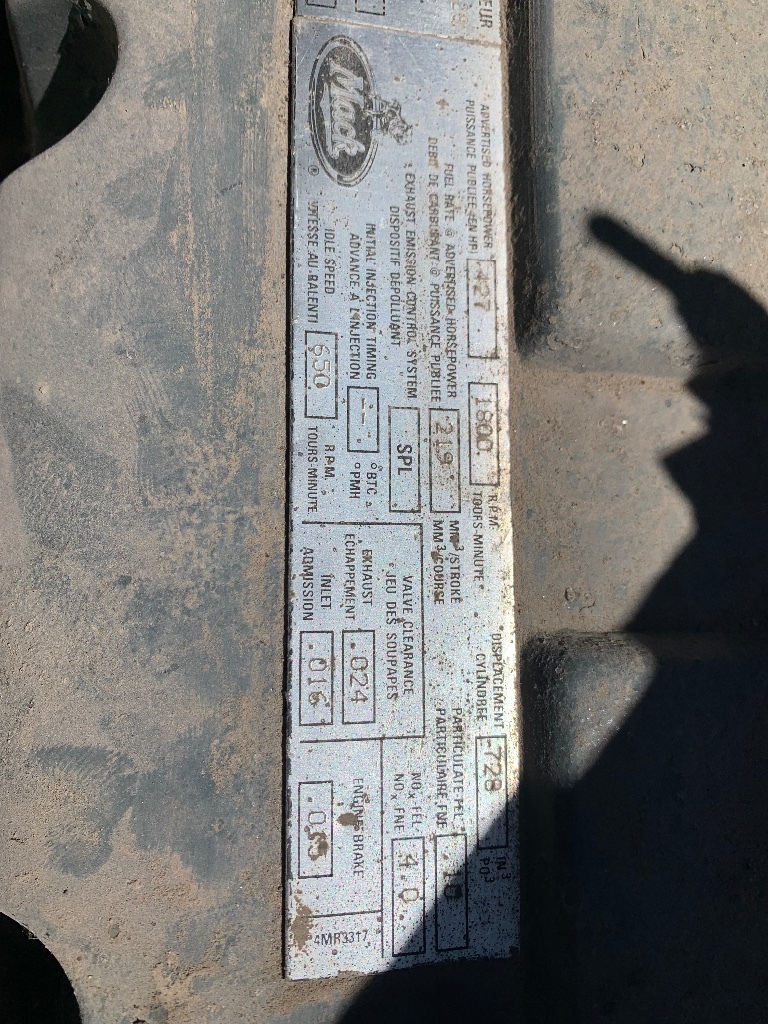 EUR
Mack
®
ADVERTISED HORSEPOWER
PUISSANCE PUBLIEE (EN HP)
427
1800
R.P.M.
TOURS-MINUTE
DISPLACEMENT
CYLINDREE
728
IN³
PO³
FUEL RATE @ ADVERTISED HORSEPOWER
DEBIT DE CARBURANT @ PUISSANCE PUBLIEE
219
MM³/STROKE
MM³/COURSE
PARTICULATE FEL
PARTICULAIRE FNE
.10
EXHAUST EMISSION CONTROL SYSTEM
DISPOSITIF DEPOLLUANT
SPL
NOx FEL
NOx FNE
4.0
INITIAL INJECTION TIMING
ADVANCE A L'INJECTION
--
°BTC
°PMH
IDLE SPEED
VITESSE AU RALENTI
650
R.P.M.
TOURS-MINUTE
VALVE CLEARANCE
JEU DES SOUPAPES
EXHAUST
ECHAPPEMENT
.024
INLET
ADMISSION
.016
ENGINE BRAKE
4MR3317